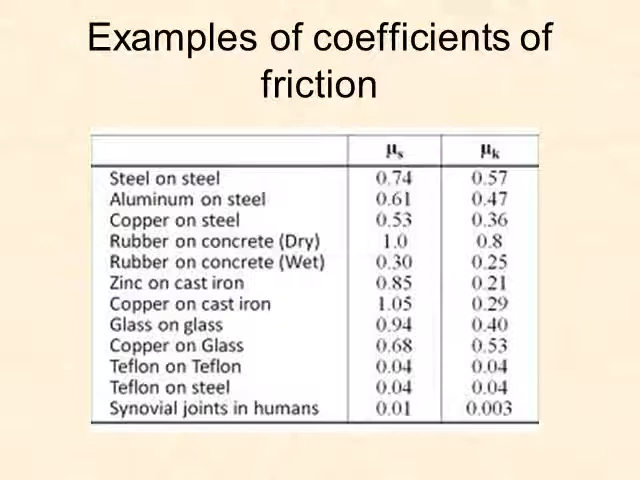 Examples of coefficients of
friction
μs μk
Steel on steel 0.74 0.57
Aluminum on steel 0.61 0.47
Copper on steel 0.53 0.36
Rubber on concrete (Dry) 1.0 0.8
Rubber on concrete (Wet) 0.30 0.25
Zinc on cast iron 0.85 0.21
Copper on cast iron 1.05 0.29
Glass on glass 0.94 0.40
Copper on Glass 0.68 0.53
Teflon on Teflon 0.04 0.04
Teflon on steel 0.04 0.04
Synovial joints in humans 0.01 0.003